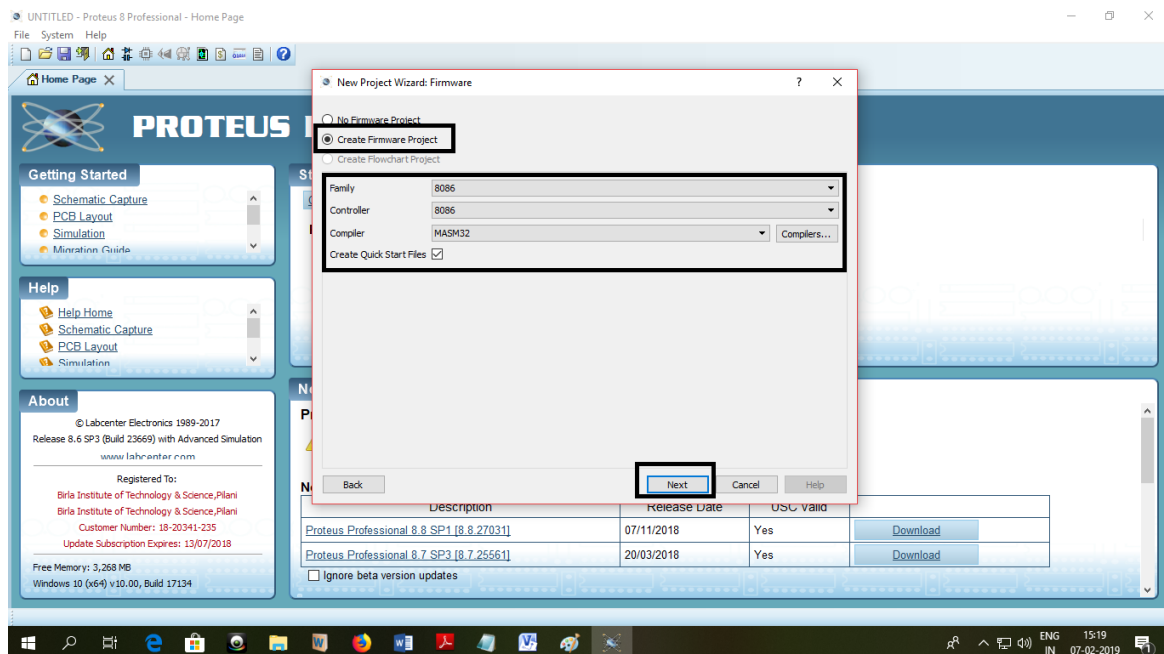 UNTITLED - Proteus 8 Professional - Home Page
File System Help
Home Page
PROTEUS
New Project Wizard: Firmware
?
No Firmware Project
Create Firmware Project
Create Flowchart Project
Family 8086
Controller 8086
Compiler MASM32 Compilers...
Create Quick Start Files
Back Next Cancel Help
Getting Started
Schematic Capture
PCB Layout
Simulation
Migration Guide
Help
Help Home
Schematic Capture
PCB Layout
Simulation
About
© Labcenter Electronics 1989-2017
Release 8.6 SP3 (Build 23669) with Advanced Simulation
www.labcenter.com
Registered To:
Birla Institute of Technology & Science,Pilani
Birla Institute of Technology & Science,Pilani
Customer Number: 18-20341-235
Update Subscription Expires: 13/07/2018
Free Memory: 3,268 MB
Windows 10 (x64) v10.00, Build 17134
St
Description Release Date USC Valid
Proteus Professional 8.8 SP1 [8.8.27031] 07/11/2018 Yes Download
Proteus Professional 8.7 SP3 [8.7.25561] 20/03/2018 Yes Download
Ignore beta version updates
ENG 15:19
IN 07-02-2019